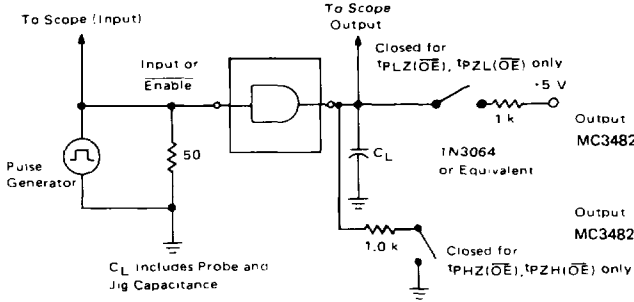 To Scope (Input)
To Scope
Output
Input or
Enable
Closed for
tPLZ(OE), tPZL(OE) only
+5 V
1 k
Output
MC3482
1N3064
or Equivalent
50
CL
Pulse
Generator
Output
MC3482
1.0 k
Closed for
tPHZ(OE), tPZH(OE) only
CL includes Probe and
Jig Capacitance